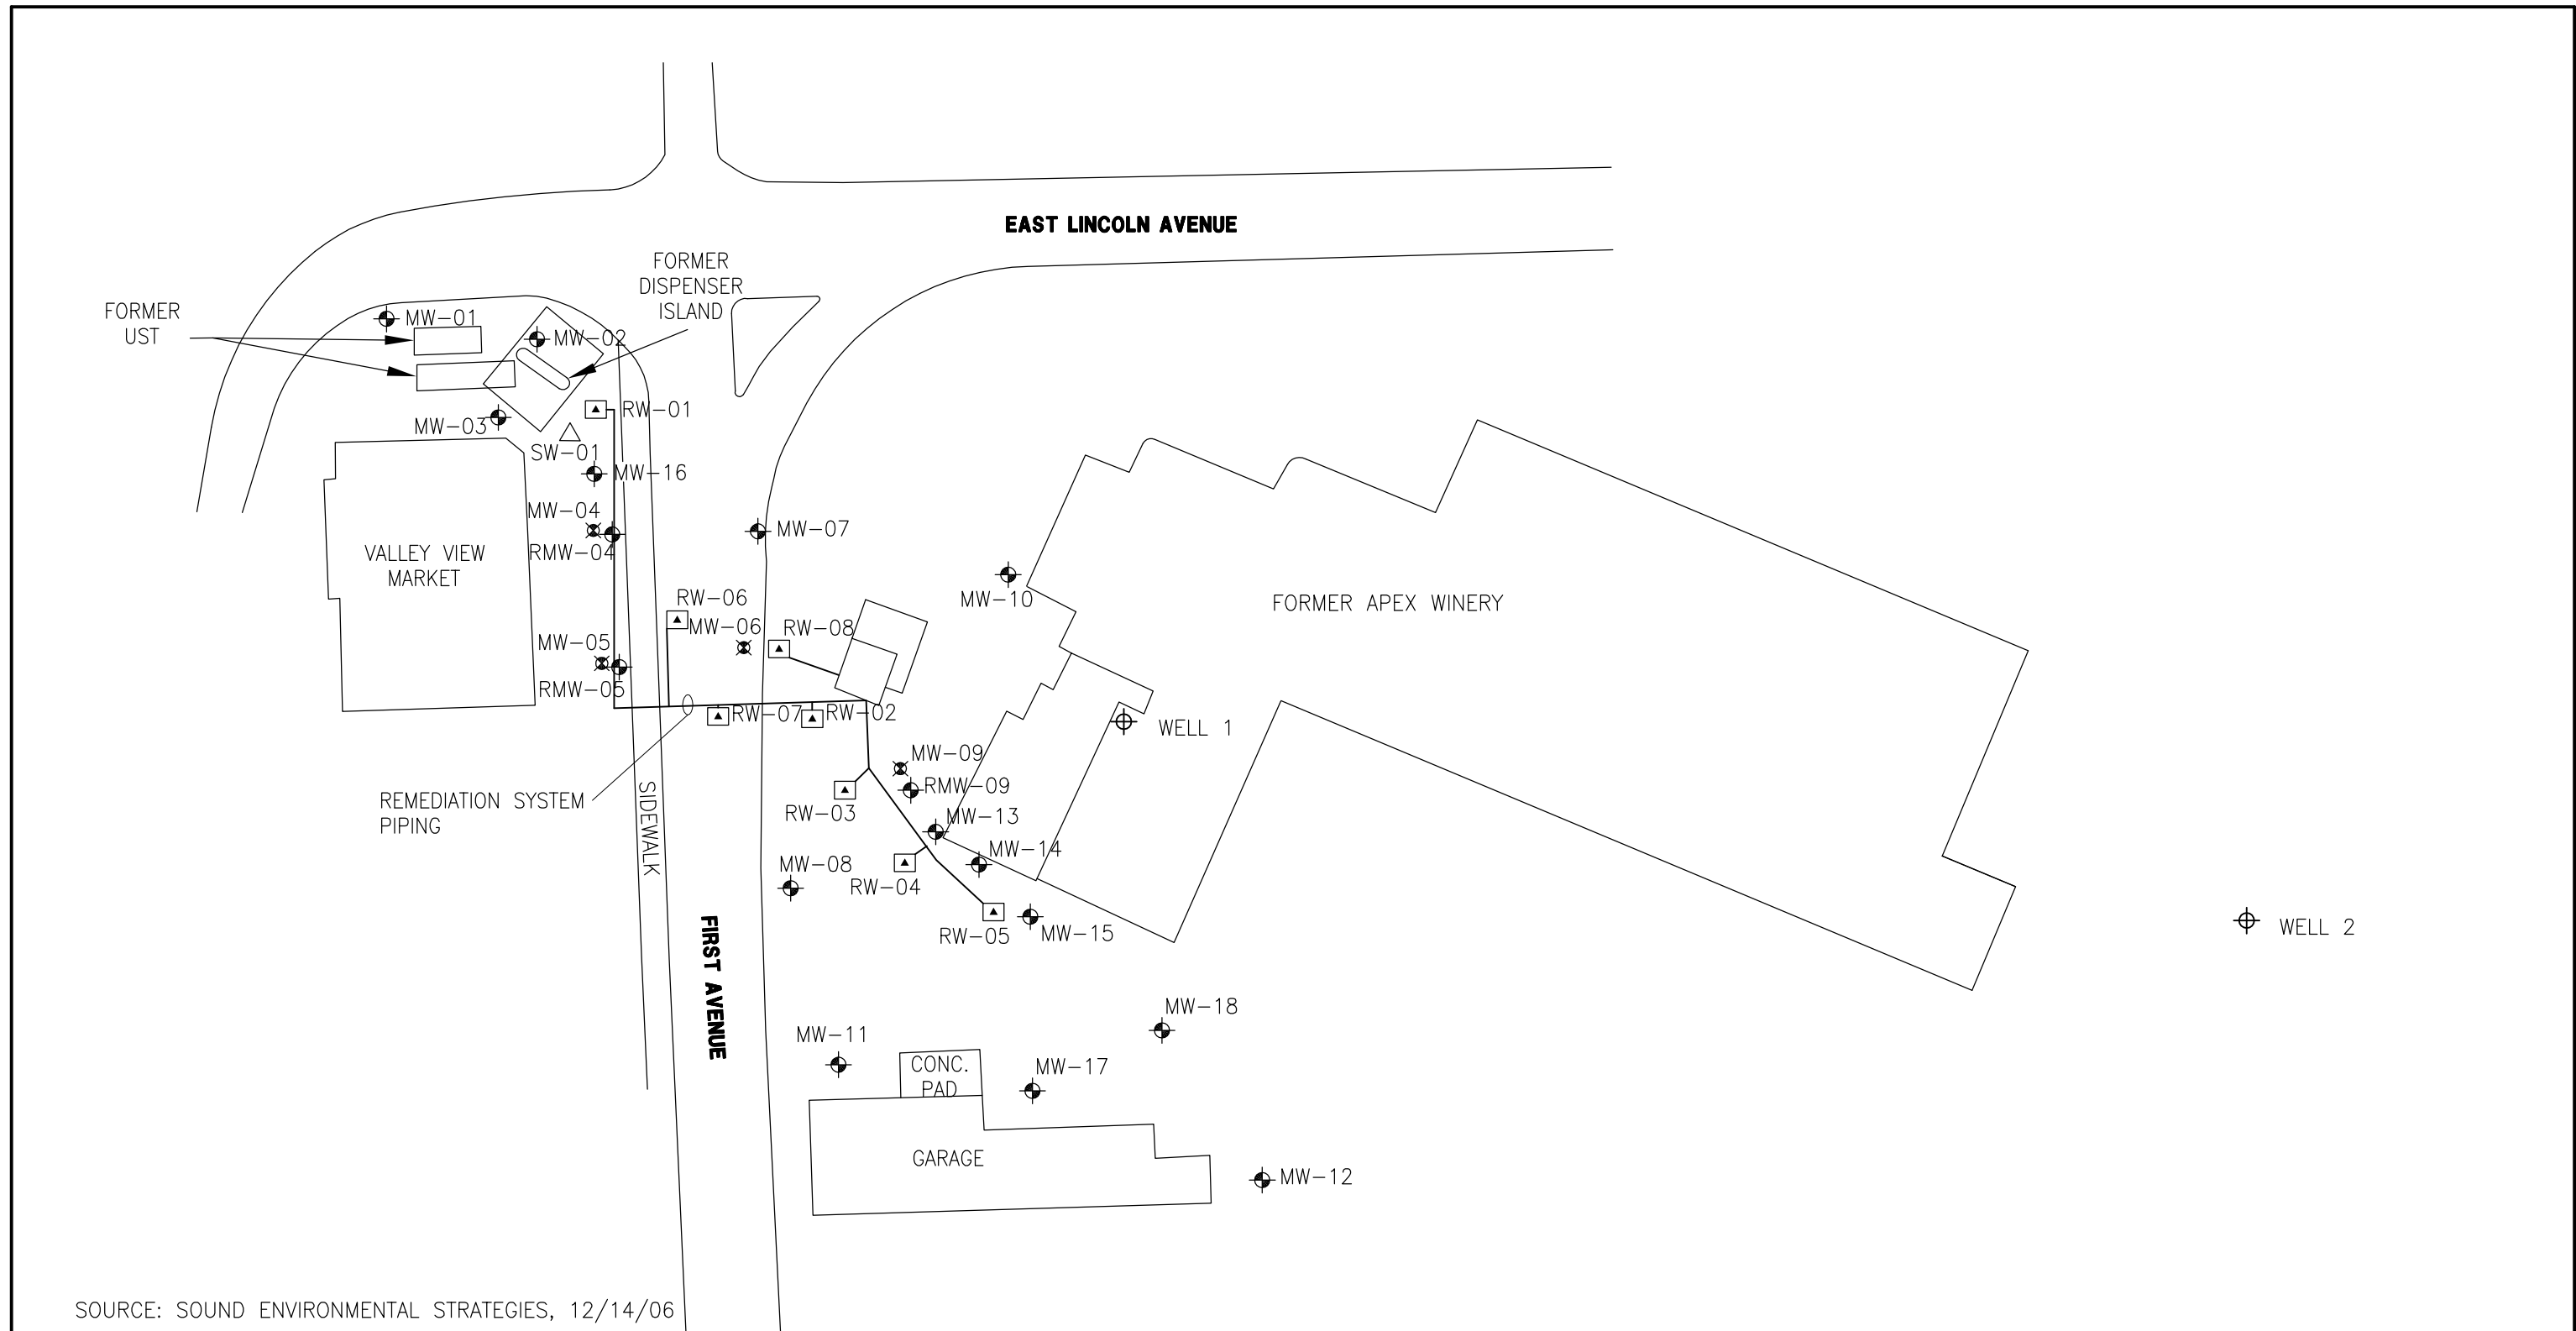 EAST LINCOLN AVENUE
FORMER
DISPENSER
ISLAND
FORMER
UST
MW-01
MW-02
RW-01
MW-03
SW-01
MW-16
MW-04
RMW-04
MW-07
VALLEY VIEW
MARKET
MW-10
FORMER APEX WINERY
RW-06
MW-06
RW-08
MW-05
RMW-05
RW-07
RW-02
WELL 1
MW-09
RMW-09
REMEDIATION SYSTEM
PIPING
SIDEWALK
RW-03
MW-13
MW-14
MW-08
RW-04
RW-05
MW-15
WELL 2
FIRST AVENUE
MW-18
MW-11
CONC.
PAD
MW-17
GARAGE
MW-12
SOURCE: SOUND ENVIRONMENTAL STRATEGIES, 12/14/06